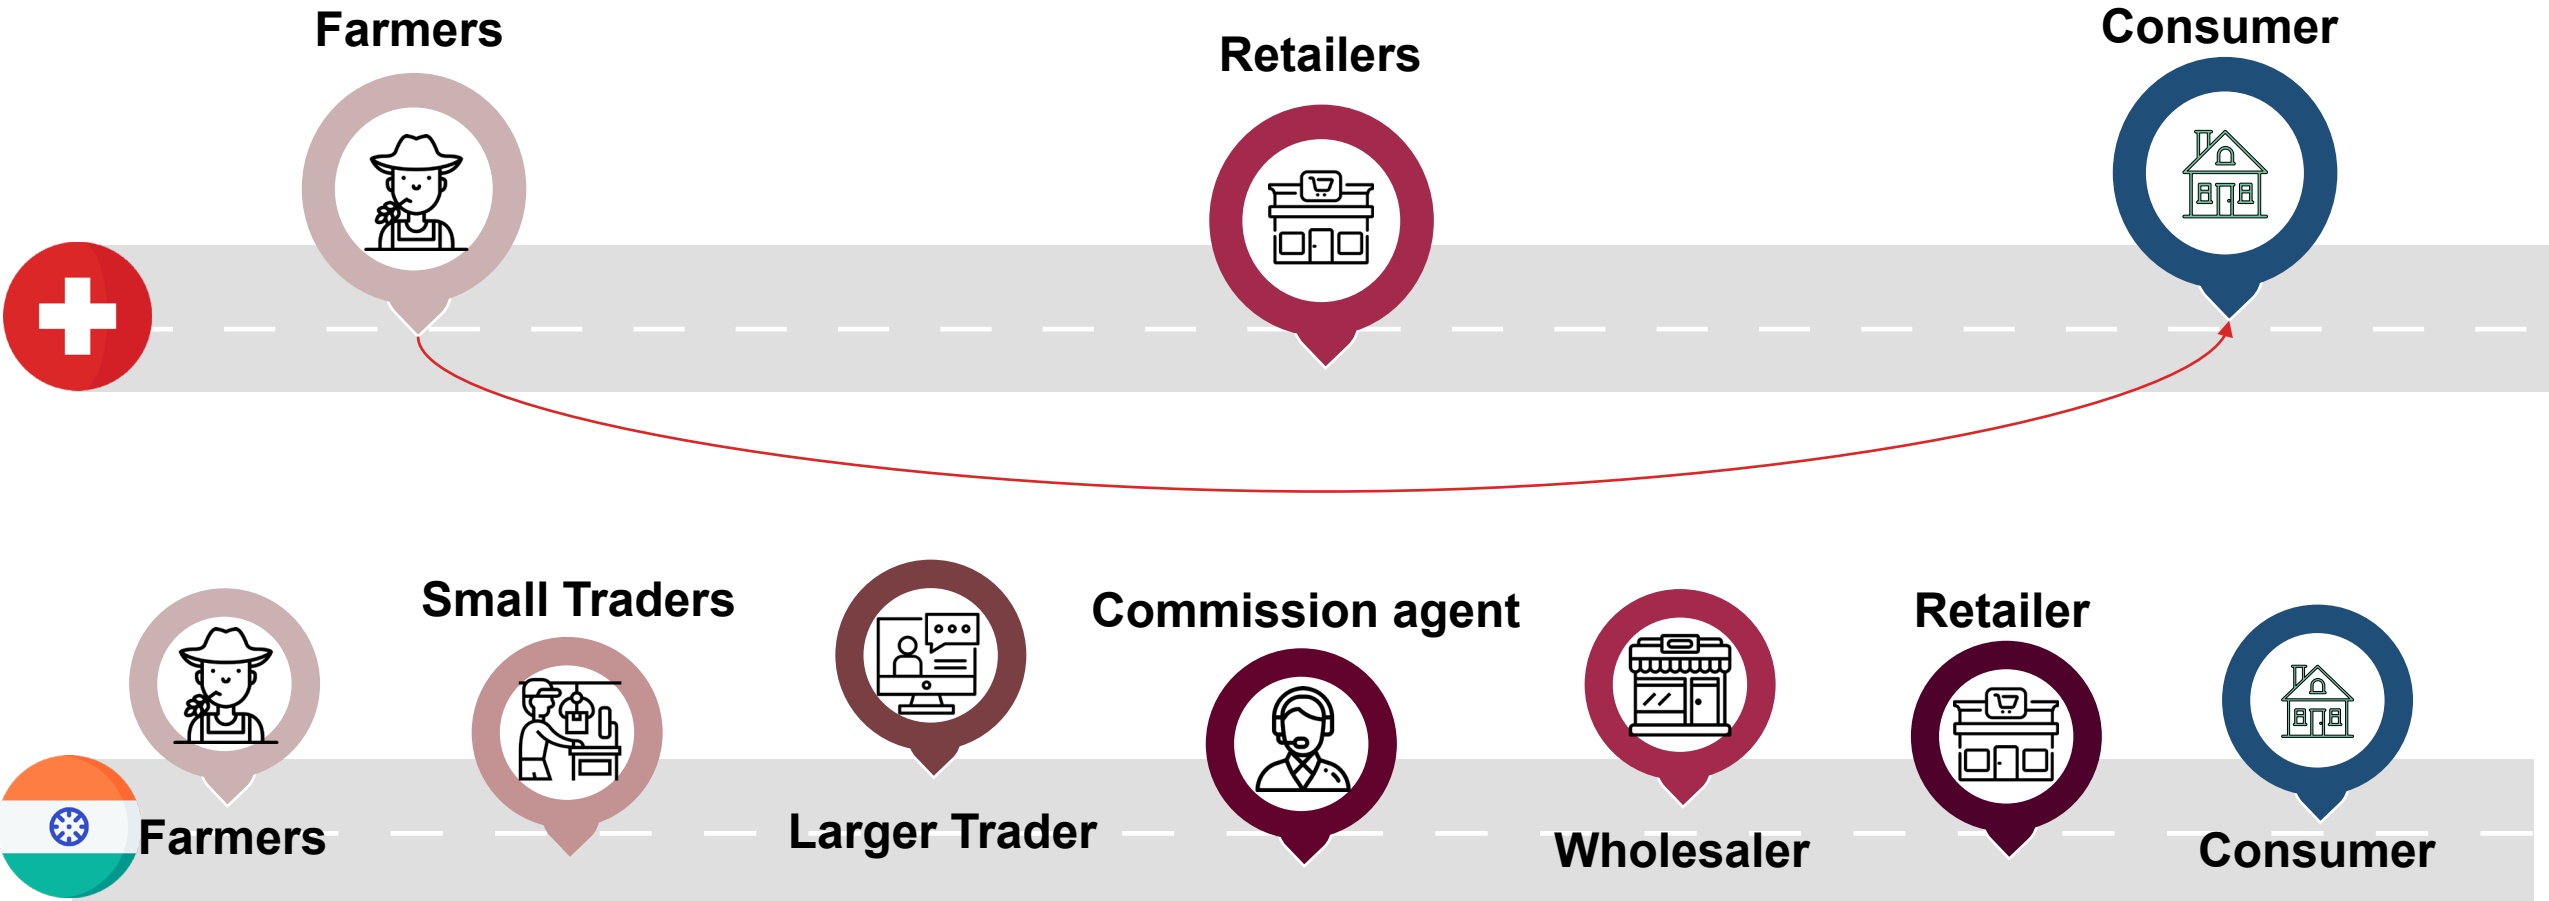 Farmers
Retailers
Consumer
Farmers
Small Traders
Larger Trader
Commission agent
Wholesaler
Retailer
Consumer